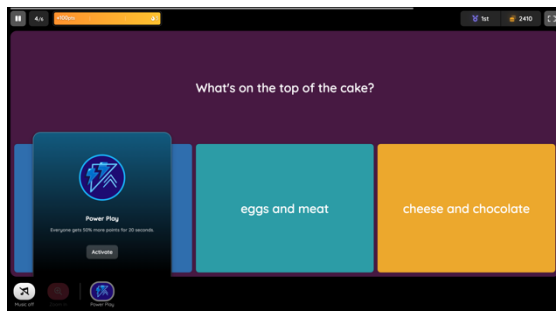 4/6
+100pts
1st
2410
What's on the top of the cake?
Power Play
Everyone gets 50% more points for 20 seconds.
Activate
eggs and meat
cheese and chocolate
Music off
Power Play